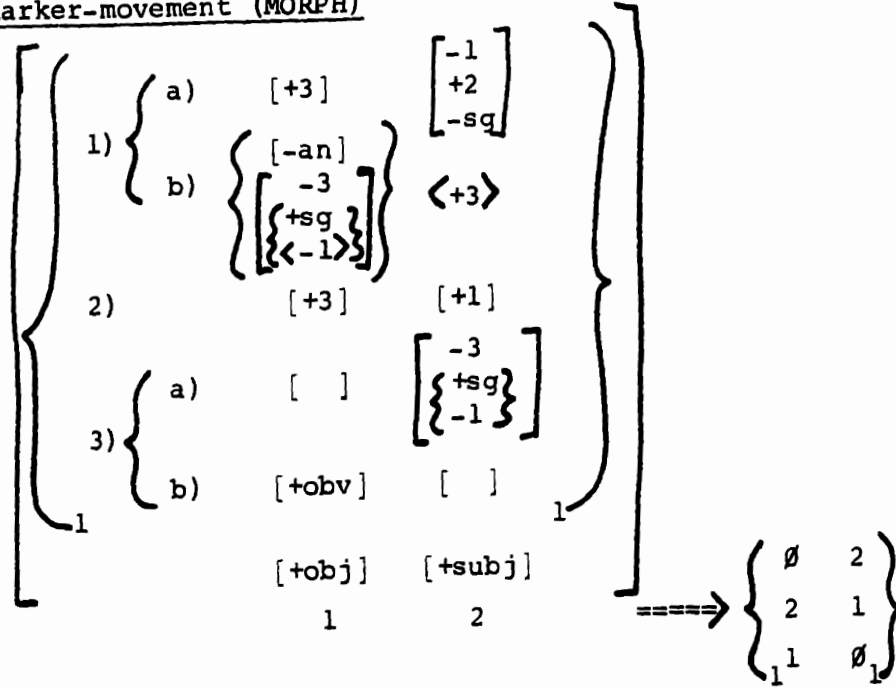 arker-movement (MORPH)
[-1
a) [+3] +2
-sg]
1) [-an]
b) [-3 <+3>
{+sg
<-1>}]
2) [+3] [+1]
[-3
a) [ ] {+sg}
3) {-1}]
b) [+obv] [ ]
1 1
[+obj] [+subj] Ø 2
1 2 =====> 2 1
1 1 Ø 1